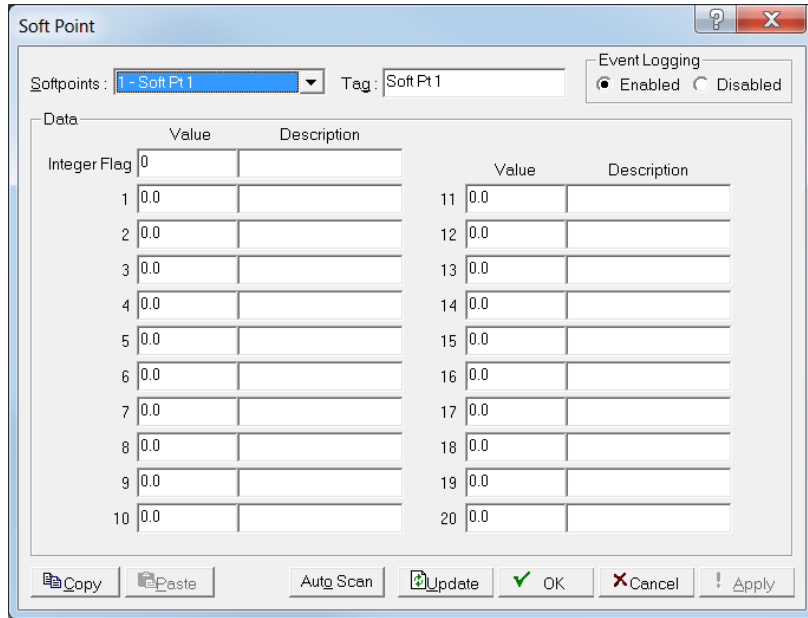 Soft Point
Event Logging
Softpoints : 1 - Soft Pt 1 Tag : Soft Pt 1 Enabled Disabled
Data
Value Description
Integer Flag 0
Value Description
1 0.0 11 0.0
2 0.0 12 0.0
3 0.0 13 0.0
4 0.0 14 0.0
5 0.0 15 0.0
6 0.0 16 0.0
7 0.0 17 0.0
8 0.0 18 0.0
9 0.0 19 0.0
10 0.0 20 0.0
Copy Paste Auto Scan Update OK Cancel Apply